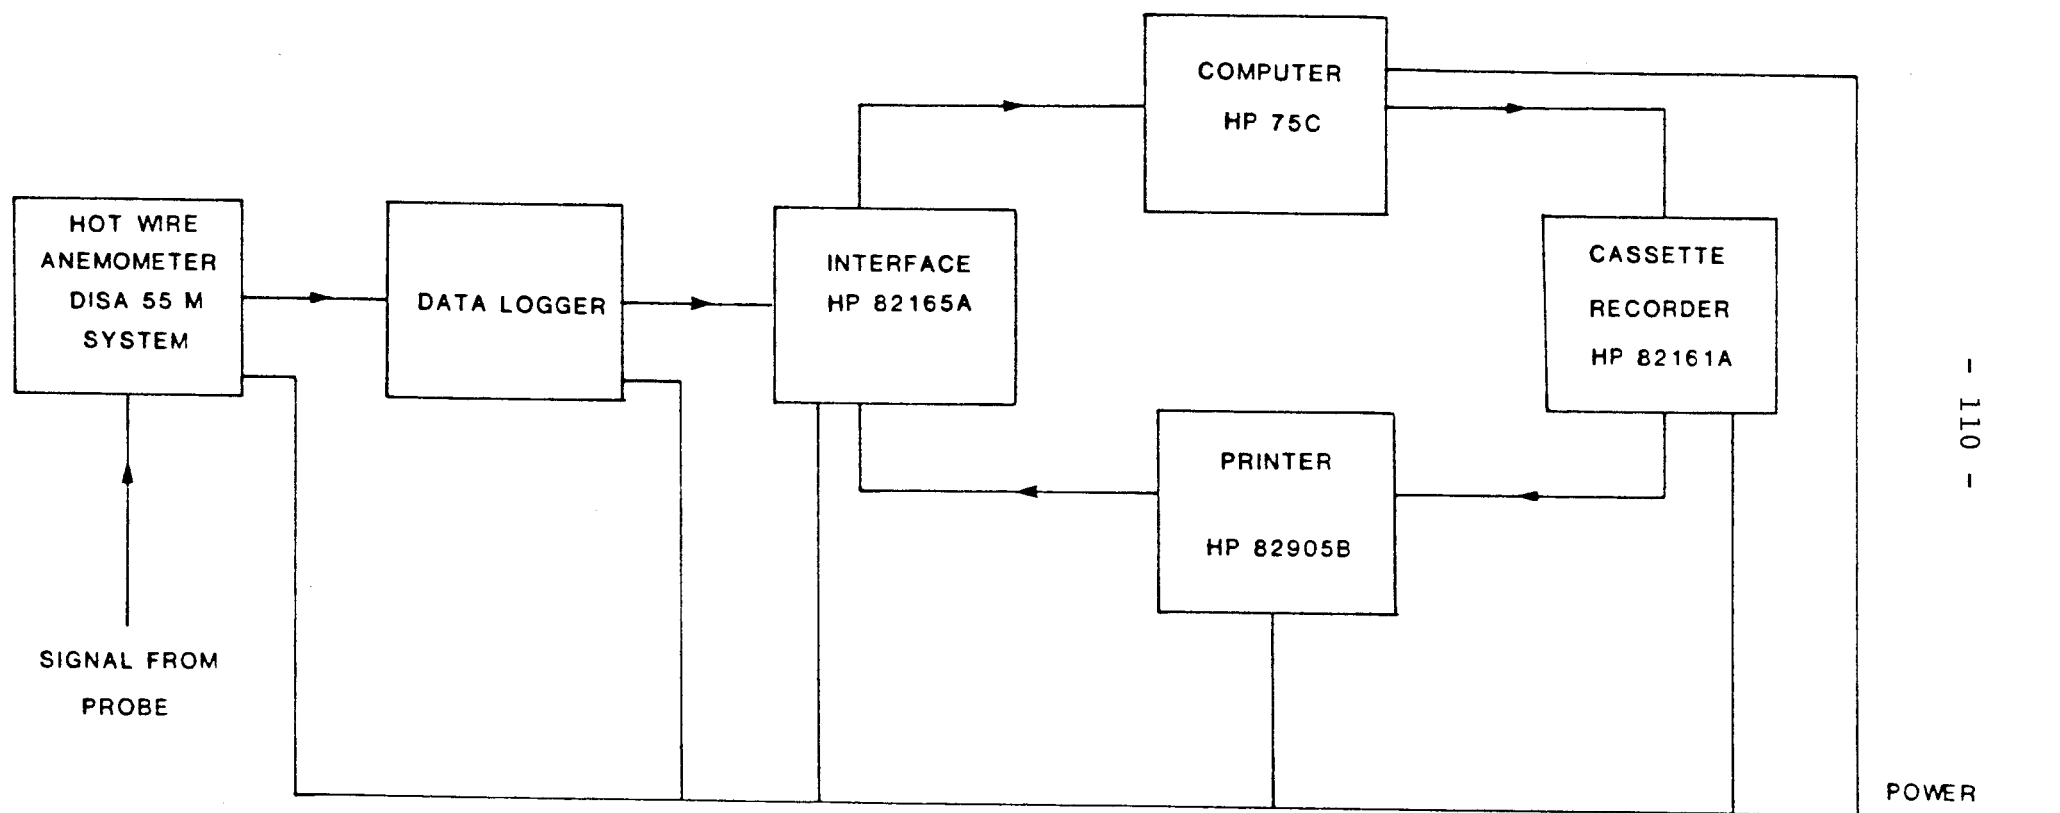 COMPUTER
HP 75C
HOT WIRE
ANEMOMETER
DISA 55 M
SYSTEM
DATA LOGGER
INTERFACE
HP 82165A
CASSETTE
RECORDER
HP 82161A
PRINTER
HP 82905B
SIGNAL FROM
PROBE
POWER
- 110 -